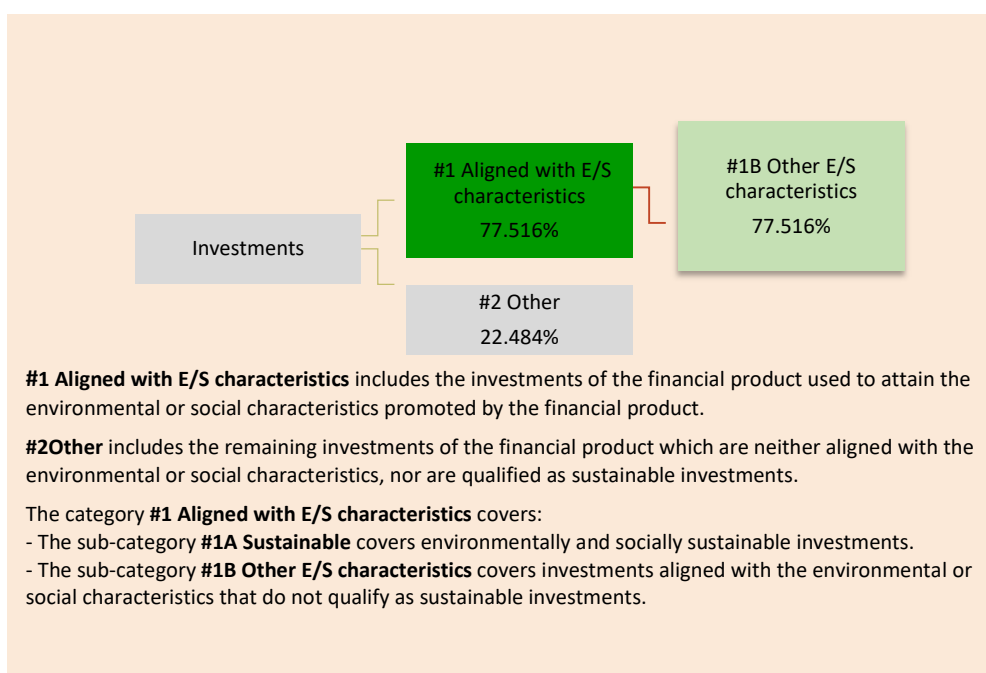 #1 Aligned with E/S
characteristics
77.516%
#1B Other E/S
characteristics
77.516%
Investments
#2 Other
22.484%
#1 Aligned with E/S characteristics includes the investments of the financial product used to attain the
environmental or social characteristics promoted by the financial product.
#2Other includes the remaining investments of the financial product which are neither aligned with the
environmental or social characteristics, nor are qualified as sustainable investments.
The category #1 Aligned with E/S characteristics covers:
- The sub-category #1A Sustainable covers environmentally and socially sustainable investments.
- The sub-category #1B Other E/S characteristics covers investments aligned with the environmental or
social characteristics that do not qualify as sustainable investments.